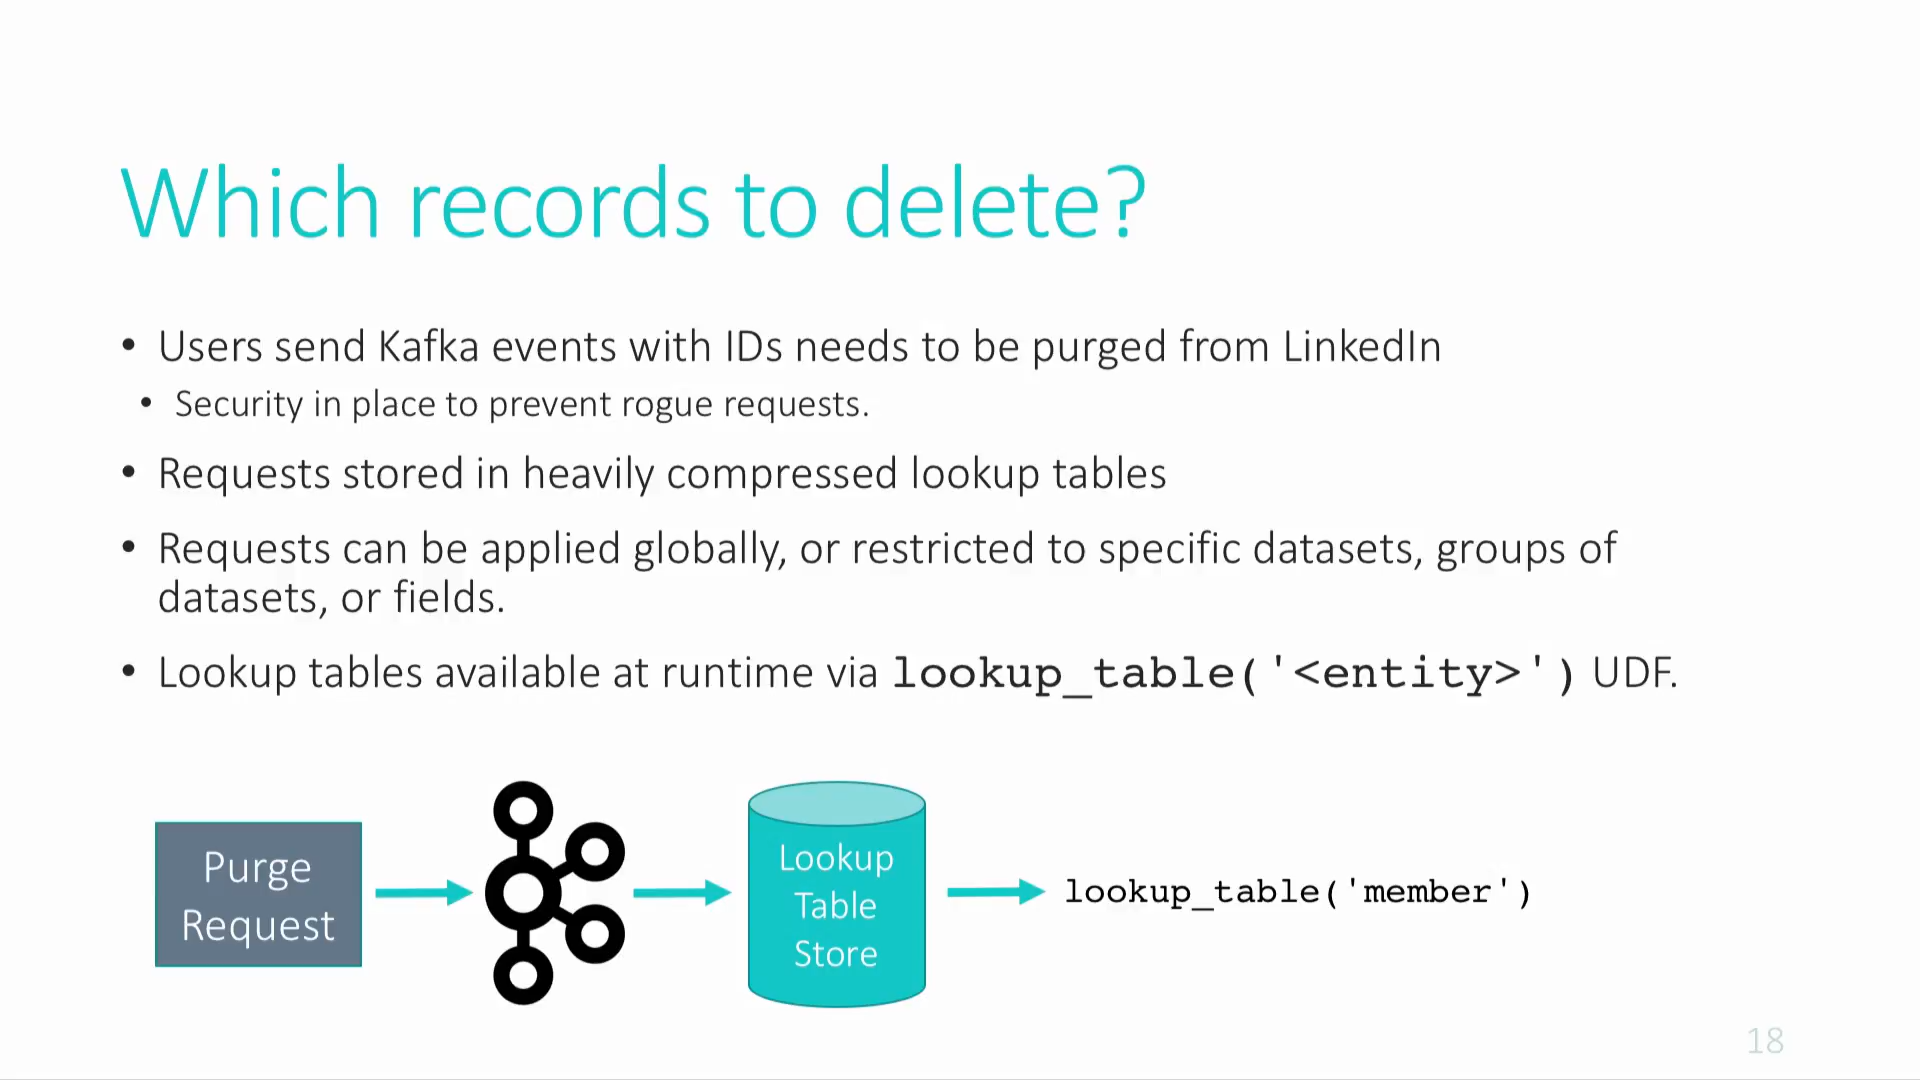 Which records to delete?
• Users send Kafka events with IDs needs to be purged from LinkedIn
• Security in place to prevent rogue requests.
• Requests stored in heavily compressed lookup tables
• Requests can be applied globally, or restricted to specific datasets, groups of
datasets, or fields.
• Lookup tables available at runtime via lookup_table('<entity>') UDF.
Purge
Request
Lookup
Table
Store
lookup_table('member')
18